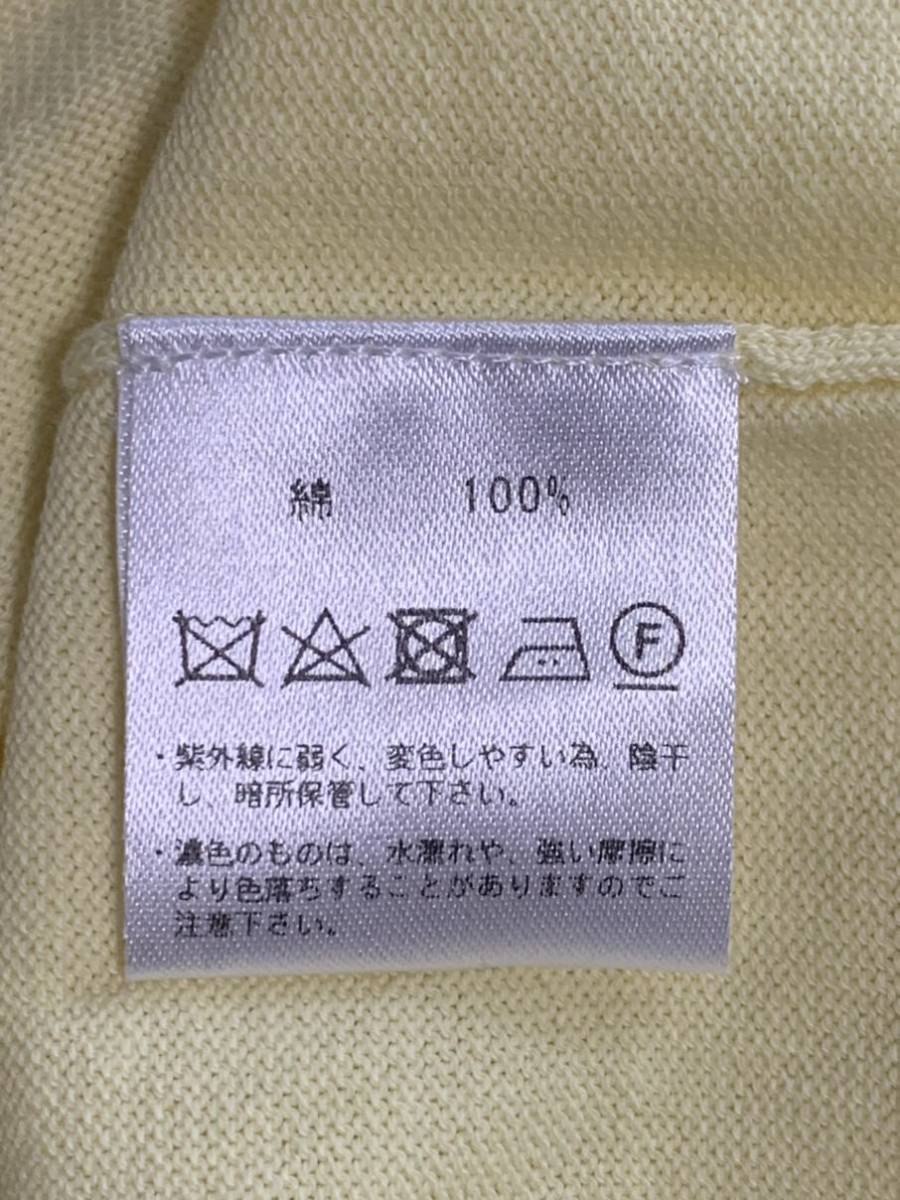 綿 100%
F
・紫外線に弱く、変色しやすい為、陰干
し、暗所保管して下さい。
・濃色のものは、水濡れや、強い摩擦に
より色落ちすることがありますのでご
注意下さい。